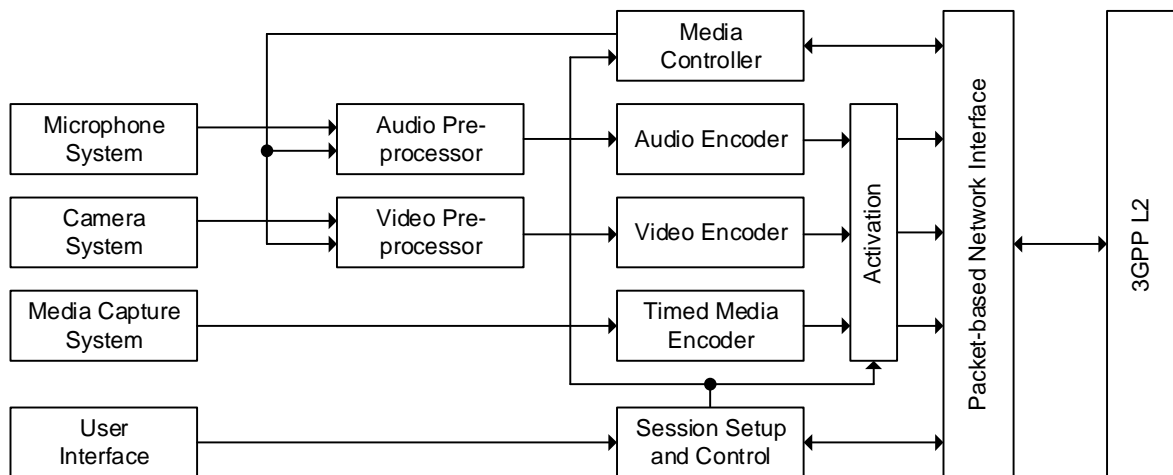 Media
Controller
Microphone
System
Audio Pre-
processor
Audio Encoder
Camera
System
Video Pre-
processor
Video Encoder
Media Capture
System
Timed Media
Encoder
User
Interface
Session Setup
and Control
Activation
Packet-based Network Interface
3GPP L2